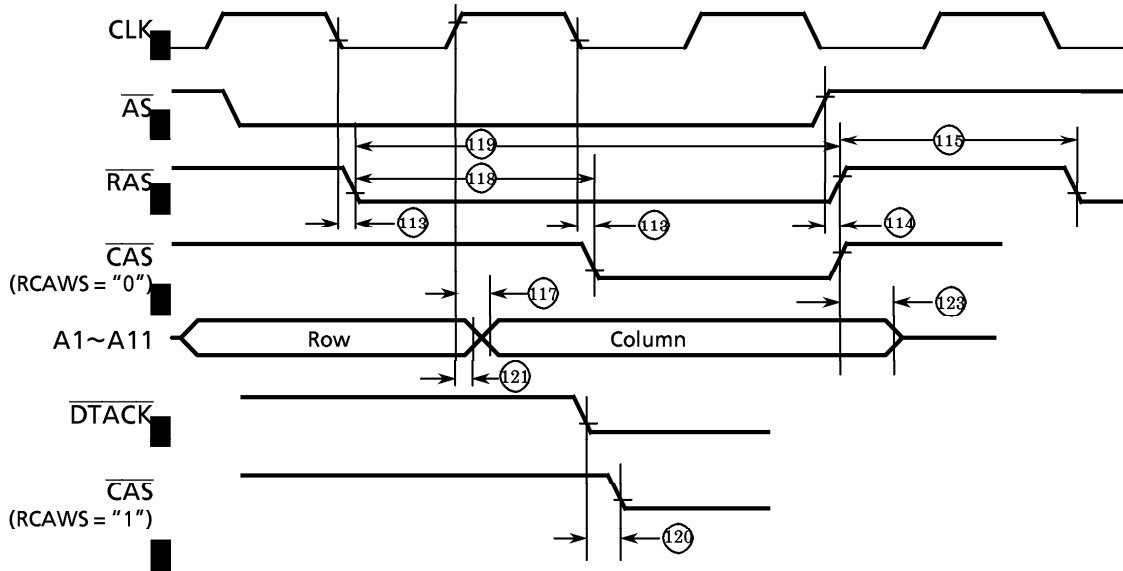 CLK
AS
119
115
RAS
118
113
113
114
CAS
(RCAWS = "0")
117
123
A1~A11
Row
Column
121
DTACK
CAS
(RCAWS = "1")
120